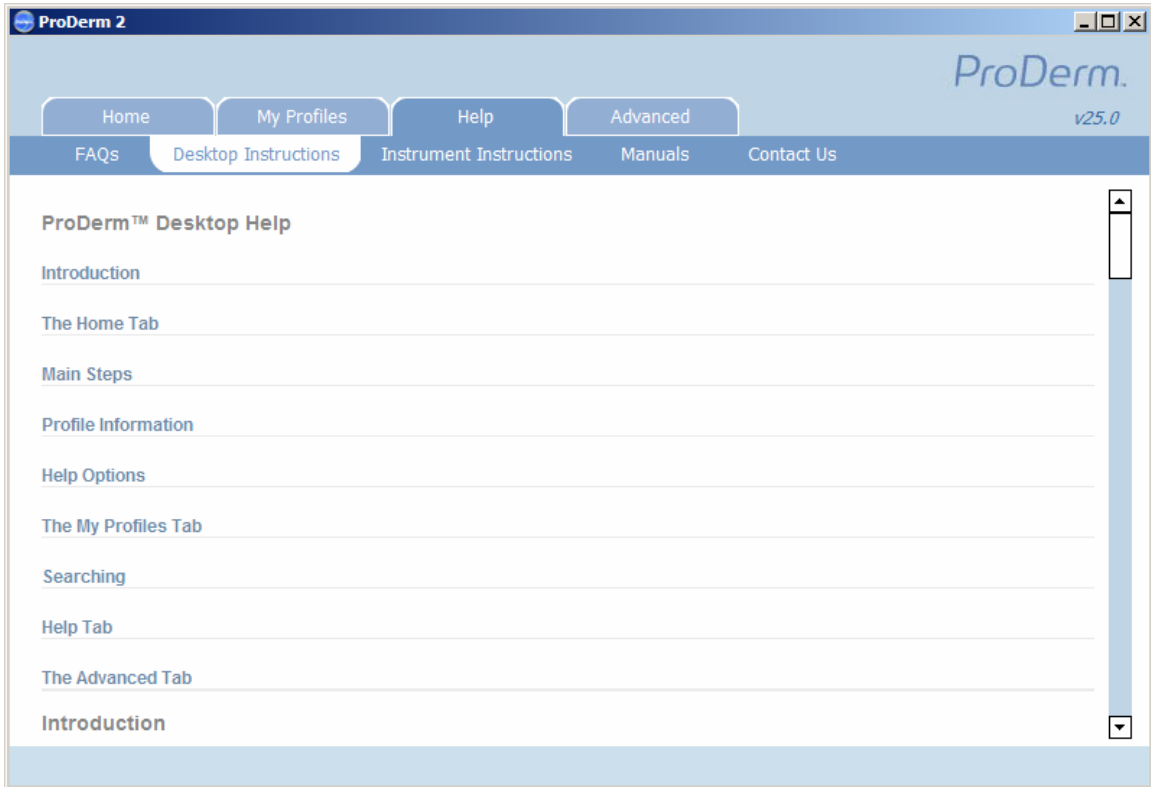 ProDerm 2
ProDerm.
Home My Profiles Help Advanced
v25.0
FAQs Desktop Instructions Instrument Instructions Manuals Contact Us
ProDerm™ Desktop Help
Introduction
The Home Tab
Main Steps
Profile Information
Help Options
The My Profiles Tab
Searching
Help Tab
The Advanced Tab
Introduction